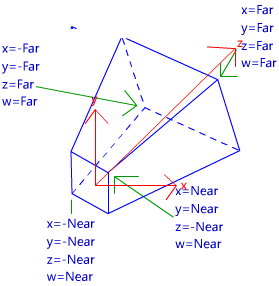 x=Far
y=Far
z=Far
w=Far
z
x=-Far
y=-Far
z=Far
w=Far
y
x
x=Near
y=Near
z=-Near
w=Near
x=-Near
y=-Near
z=-Near
w=Near